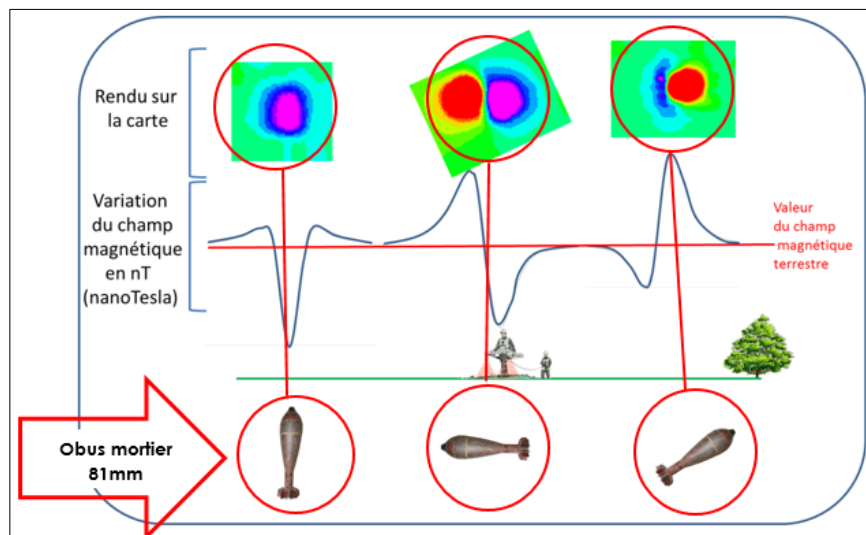 Rendu sur
la carte
Variation
du champ
magnétique
en nT
(nanoTesla)
Valeur
du champ
magnétique
terrestre
Obus mortier
81mm